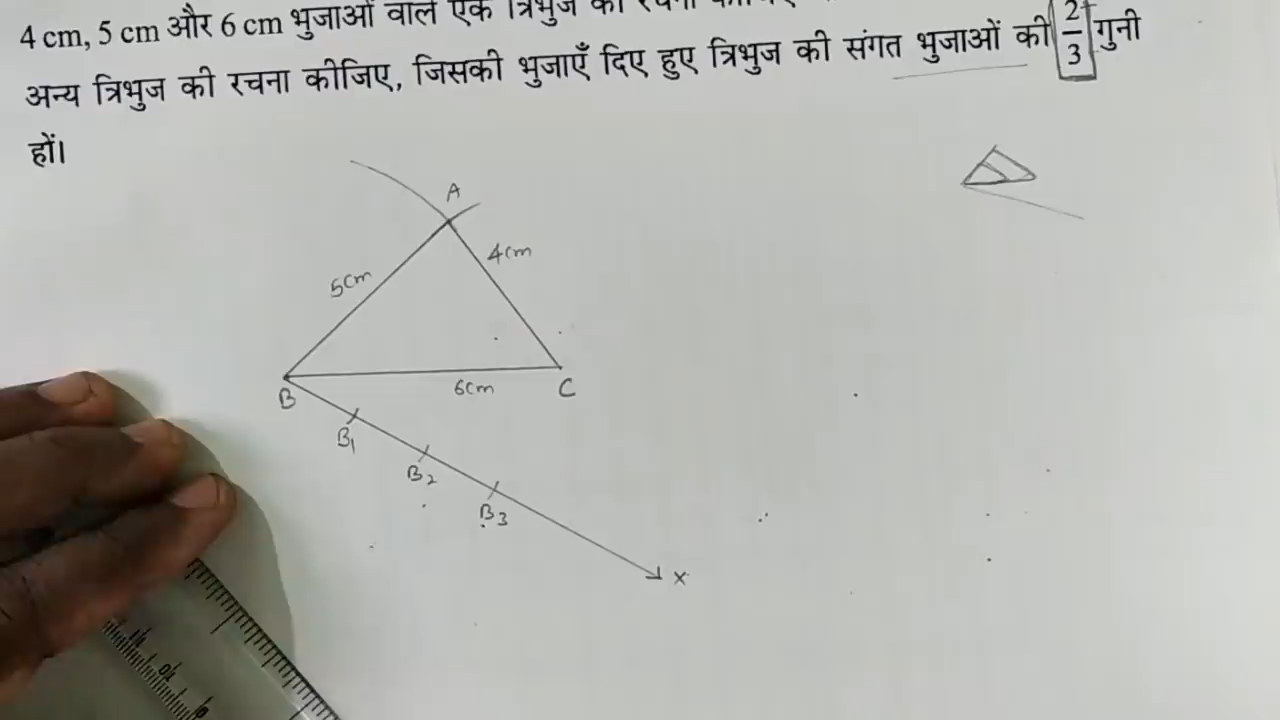 4 cm, 5 cm और 6 cm भुजाओं वाले एक त्रिभुज की रचना कीजिए
अन्य त्रिभुज की रचना कीजिए, जिसकी भुजाएँ दिए हुए त्रिभुज की संगत भुजाओं की 2/3 गुनी
हों।
A
5cm
4cm
B
6cm
C
B1
B2
B3
X